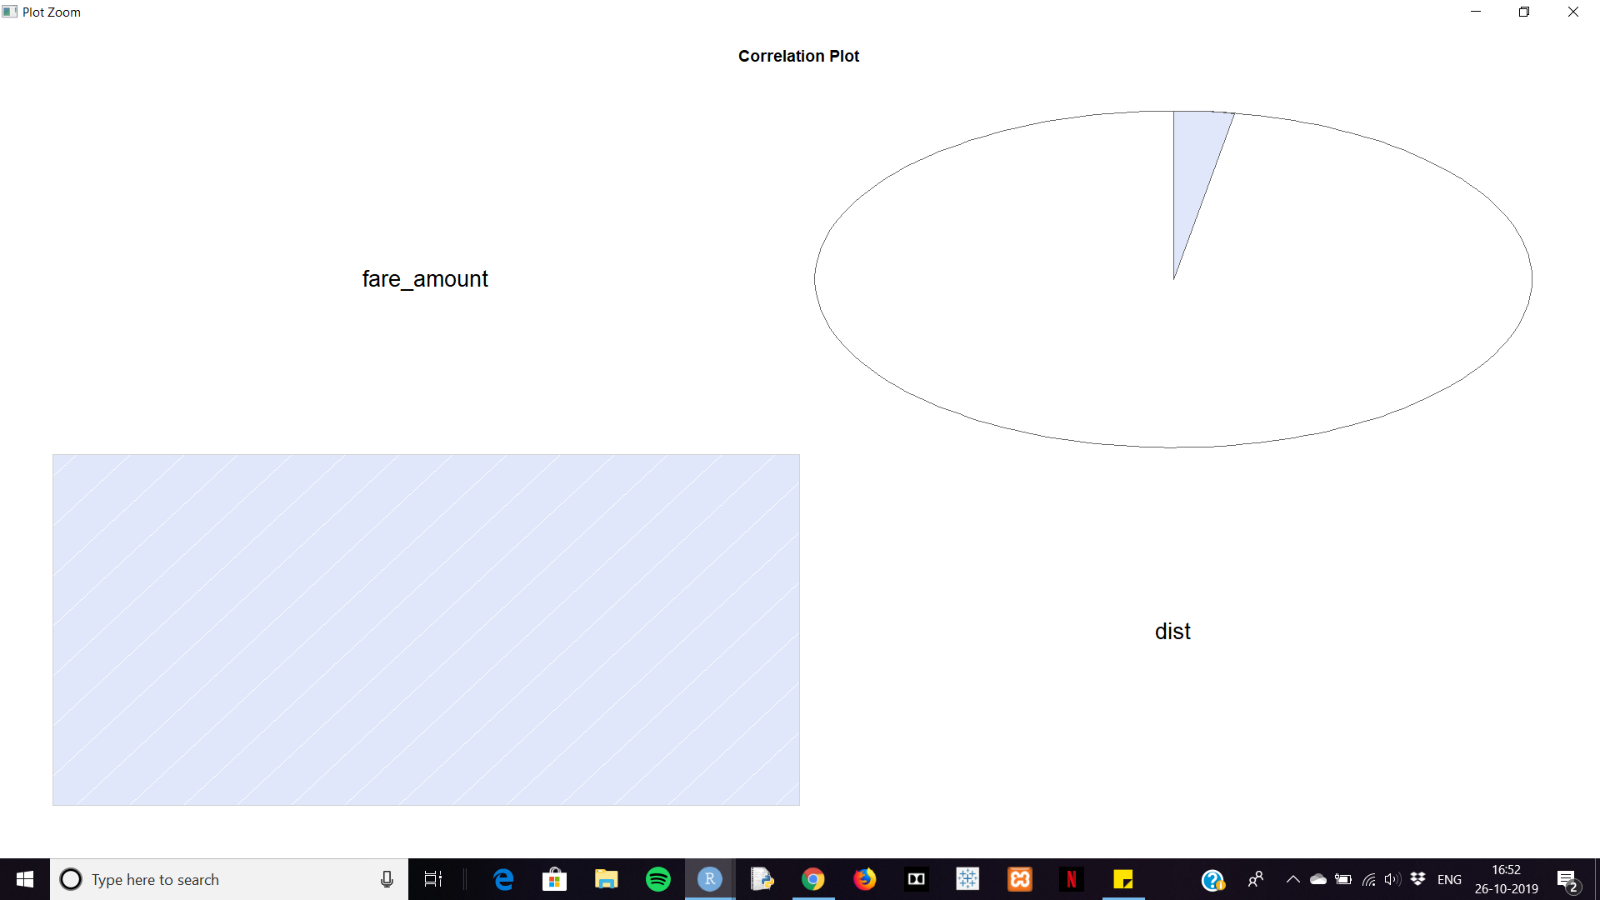 Plot Zoom
Correlation Plot
fare_amount
dist
Type here to search
R
N
ENG
16:52
26-10-2019
2